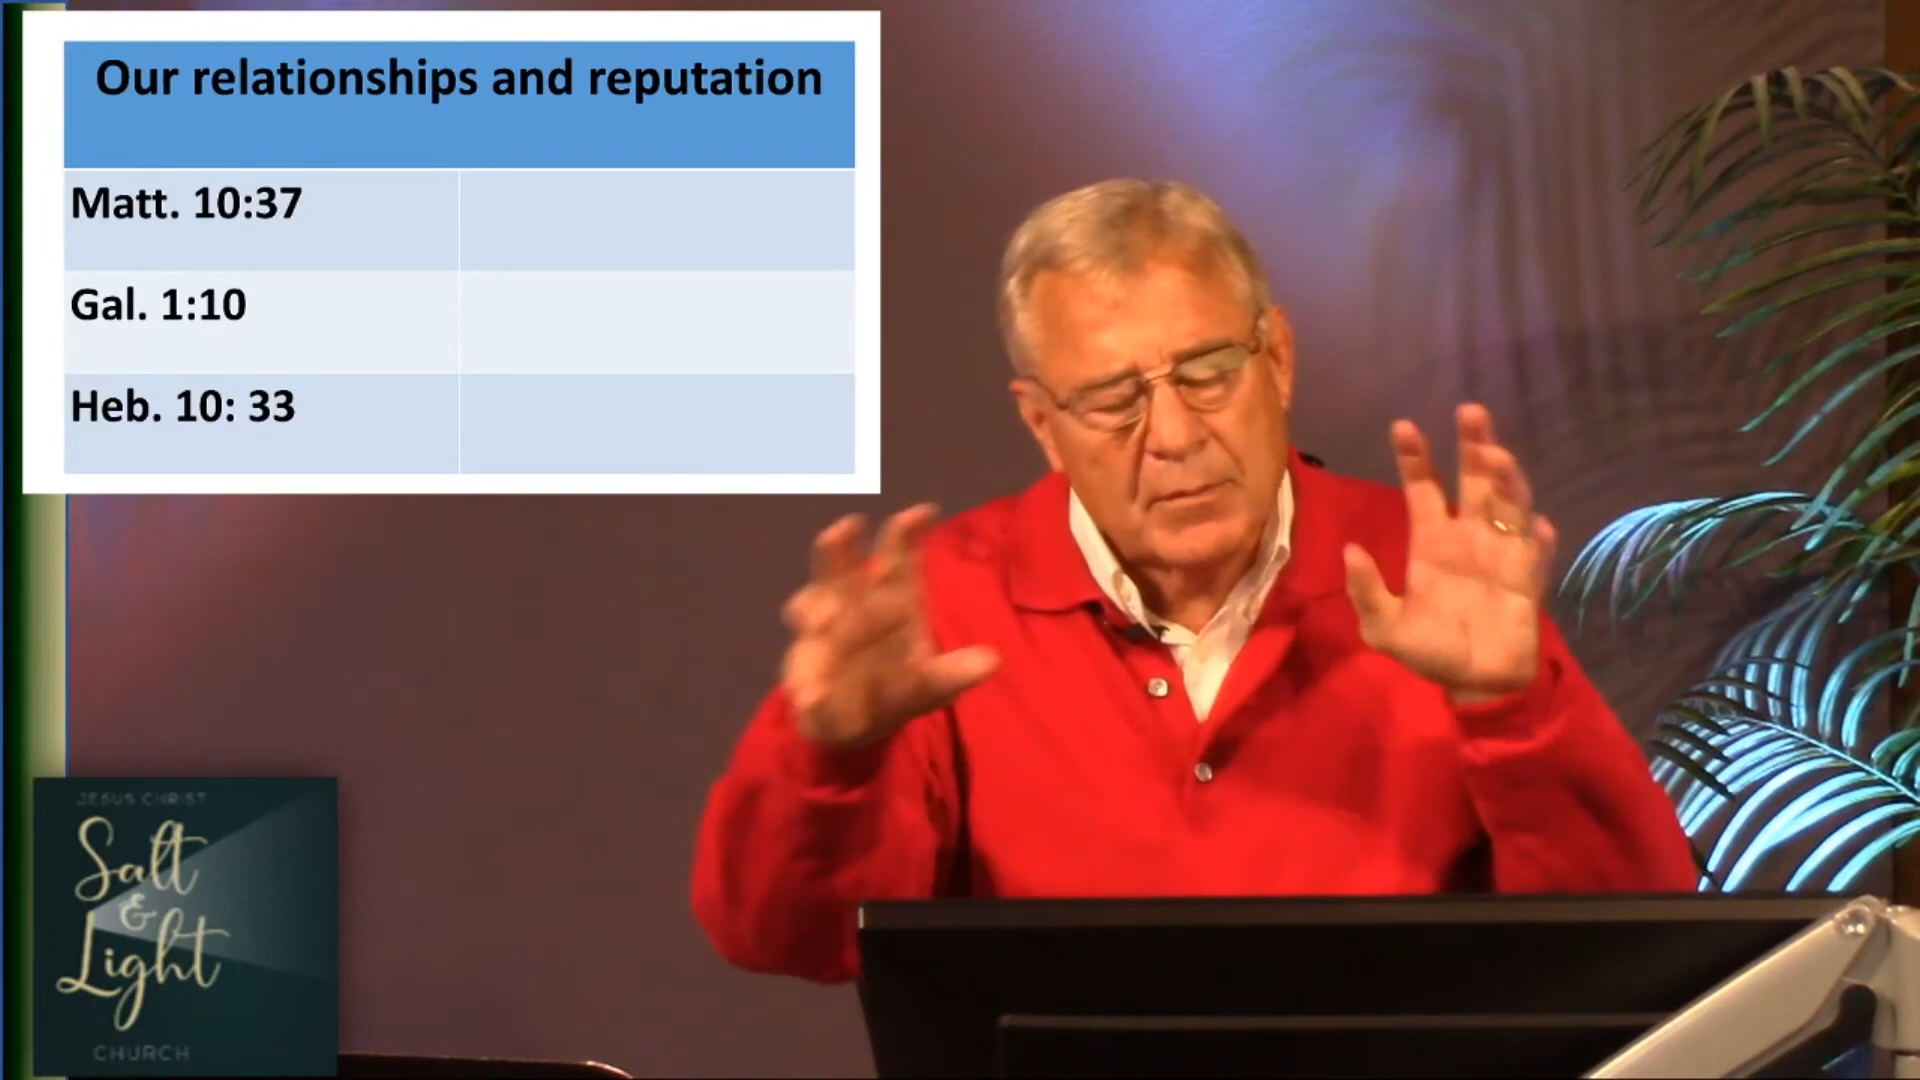 Our relationships and reputation
Matt. 10:37
Gal. 1:10
Heb. 10: 33
JESUS CHRIST
Salt
&
Light
CHURCH